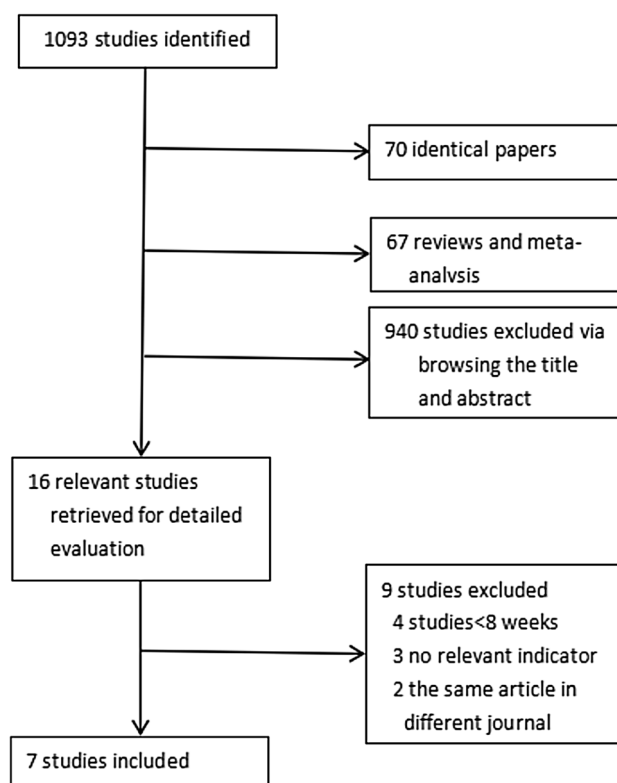 1093 studies identified
70 identical papers
67 reviews and meta-
analysis
940 studies excluded via
browsing the title
and abstract
16 relevant studies
retrieved for detailed
evaluation
9 studies excluded
4 studies<8 weeks
3 no relevant indicator
2 the same article in
different journal
7 studies included